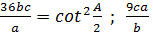 36bc/a = cot² A/2 ; 9ca/b